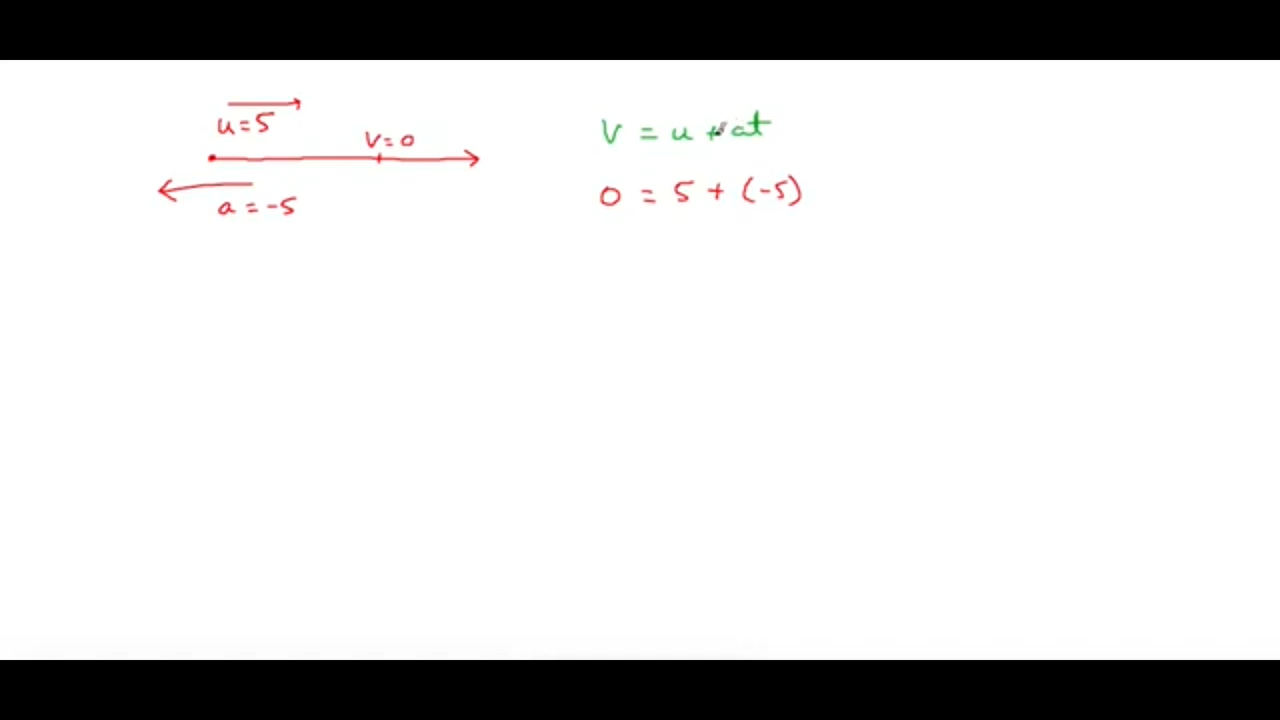 u = 5
v = 0
a = -5
v = u + at
0 = 5 + (-5)